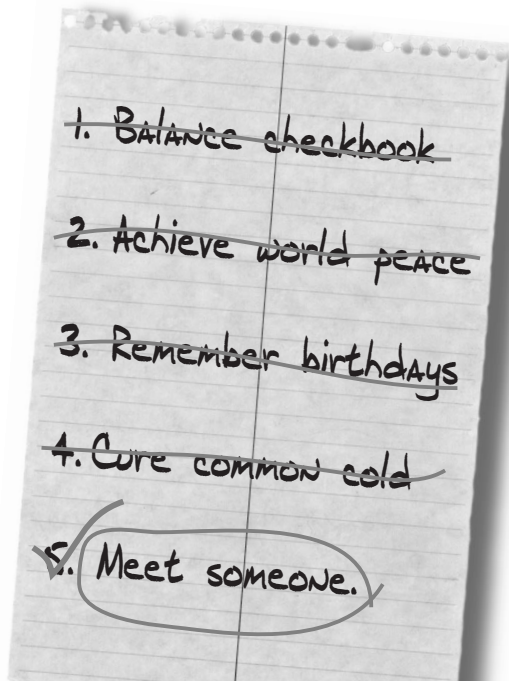 1. Balance checkbook
2. Achieve world peace
3. Remember birthdays
4. Cure common cold
5. Meet someone.